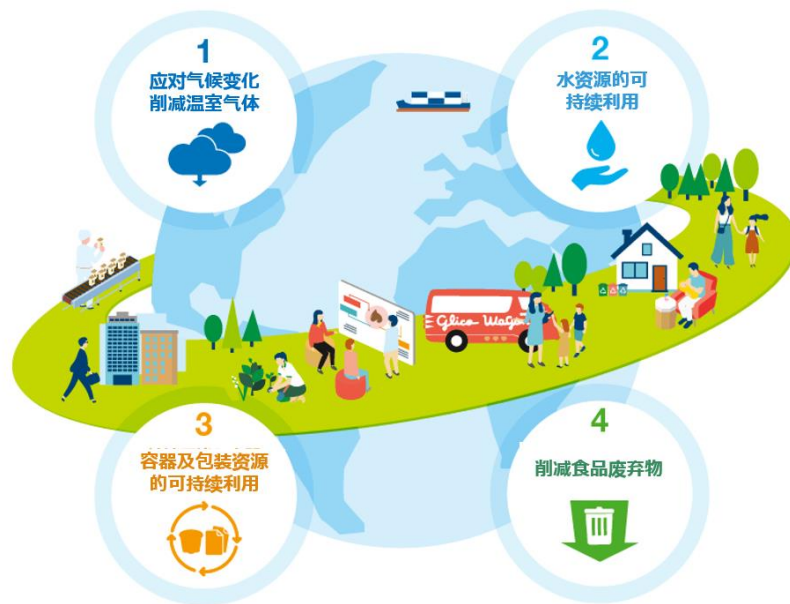 1
应对气候变化
削减温室气体
2
水资源的可
持续利用
Glico Wagon
3
容器及包装资源
的可持续利用
4
削减食品废弃物